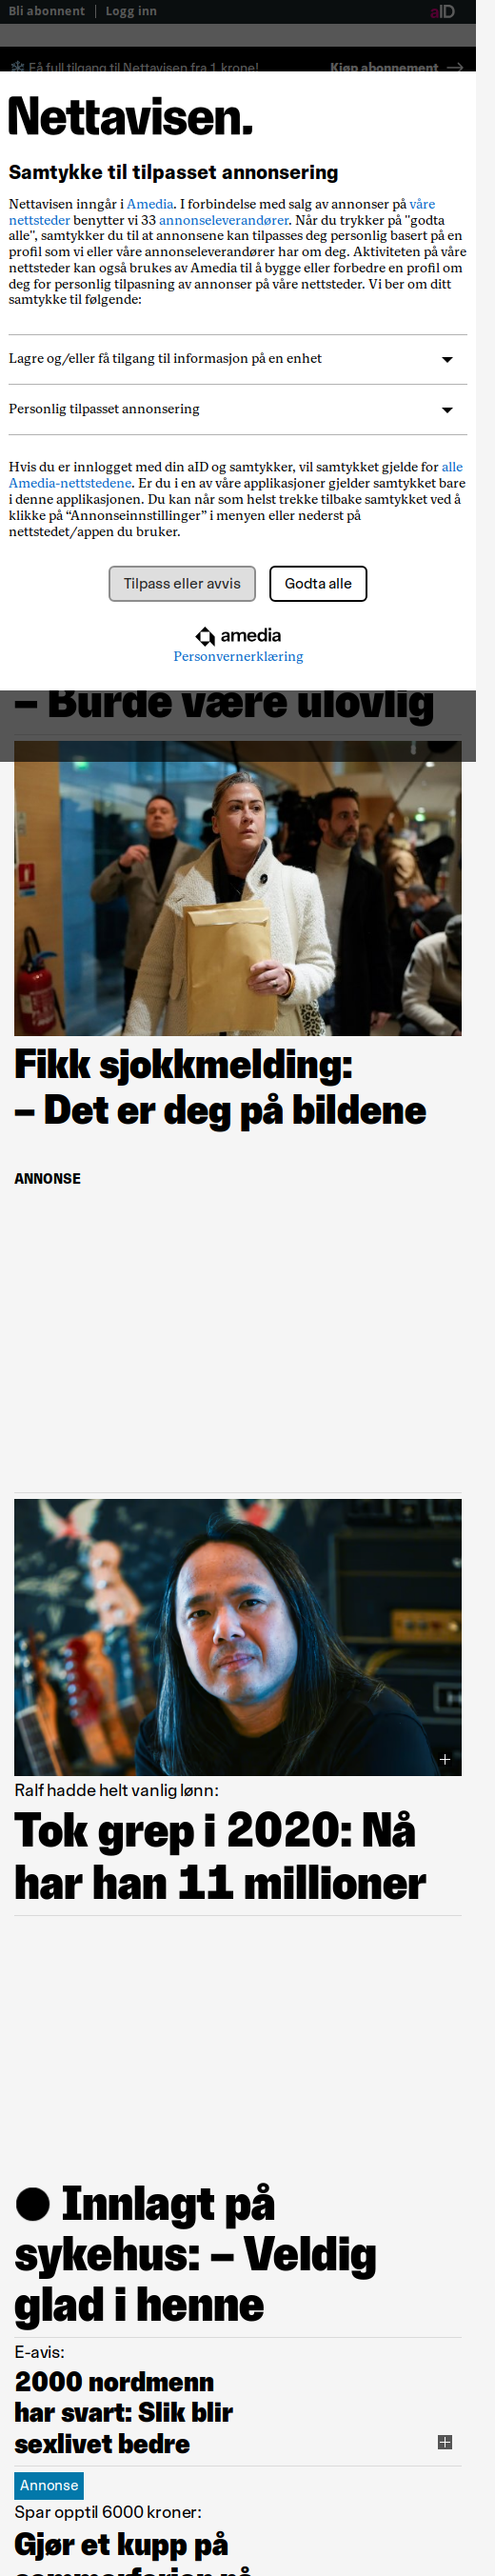 Bli abonnent
Logg inn
aID
Få full tilgang til Nettavisen fra 1 krone!
Kjøp abonnement
Nettavisen.
Samtykke til tilpasset annonsering
Nettavisen inngår i Amedia. I forbindelse med salg av annonser på våre
nettsteder benytter vi 33 annonseleverandører. Når du trykker på "godta
alle", samtykker du til at annonsene kan tilpasses deg personlig basert på en
profil som vi eller våre annonseleverandører har om deg. Aktiviteten på våre
nettsteder kan også brukes av Amedia til å bygge eller forbedre en profil om
deg for personlig tilpasning av annonser på våre nettsteder. Vi ber om ditt
samtykke til følgende:
Lagre og/eller få tilgang til informasjon på en enhet
Personlig tilpasset annonsering
Hvis du er innlogget med din aID og samtykker, vil samtykket gjelde for alle
Amedia-nettstedene. Er du i en av våre applikasjoner gjelder samtykket bare
i denne applikasjonen. Du kan når som helst trekke tilbake samtykket ved å
klikke på “Annonseinnstillinger” i menyen eller nederst på
nettstedet/appen du bruker.
Tilpass eller avvis
Godta alle
amedia
Personvernerklæring
– Burde være ulovlig
Fikk sjokkmelding:
– Det er deg på bildene
ANNONSE
Ralf hadde helt vanlig lønn:
Tok grep i 2020: Nå
har han 11 millioner
● Innlagt på
sykehus: – Veldig
glad i henne
E-avis:
2000 nordmenn
har svart: Slik blir
sexlivet bedre
Annonse
Spar opptil 6000 kroner:
Gjør et kupp på
sommerferien nå